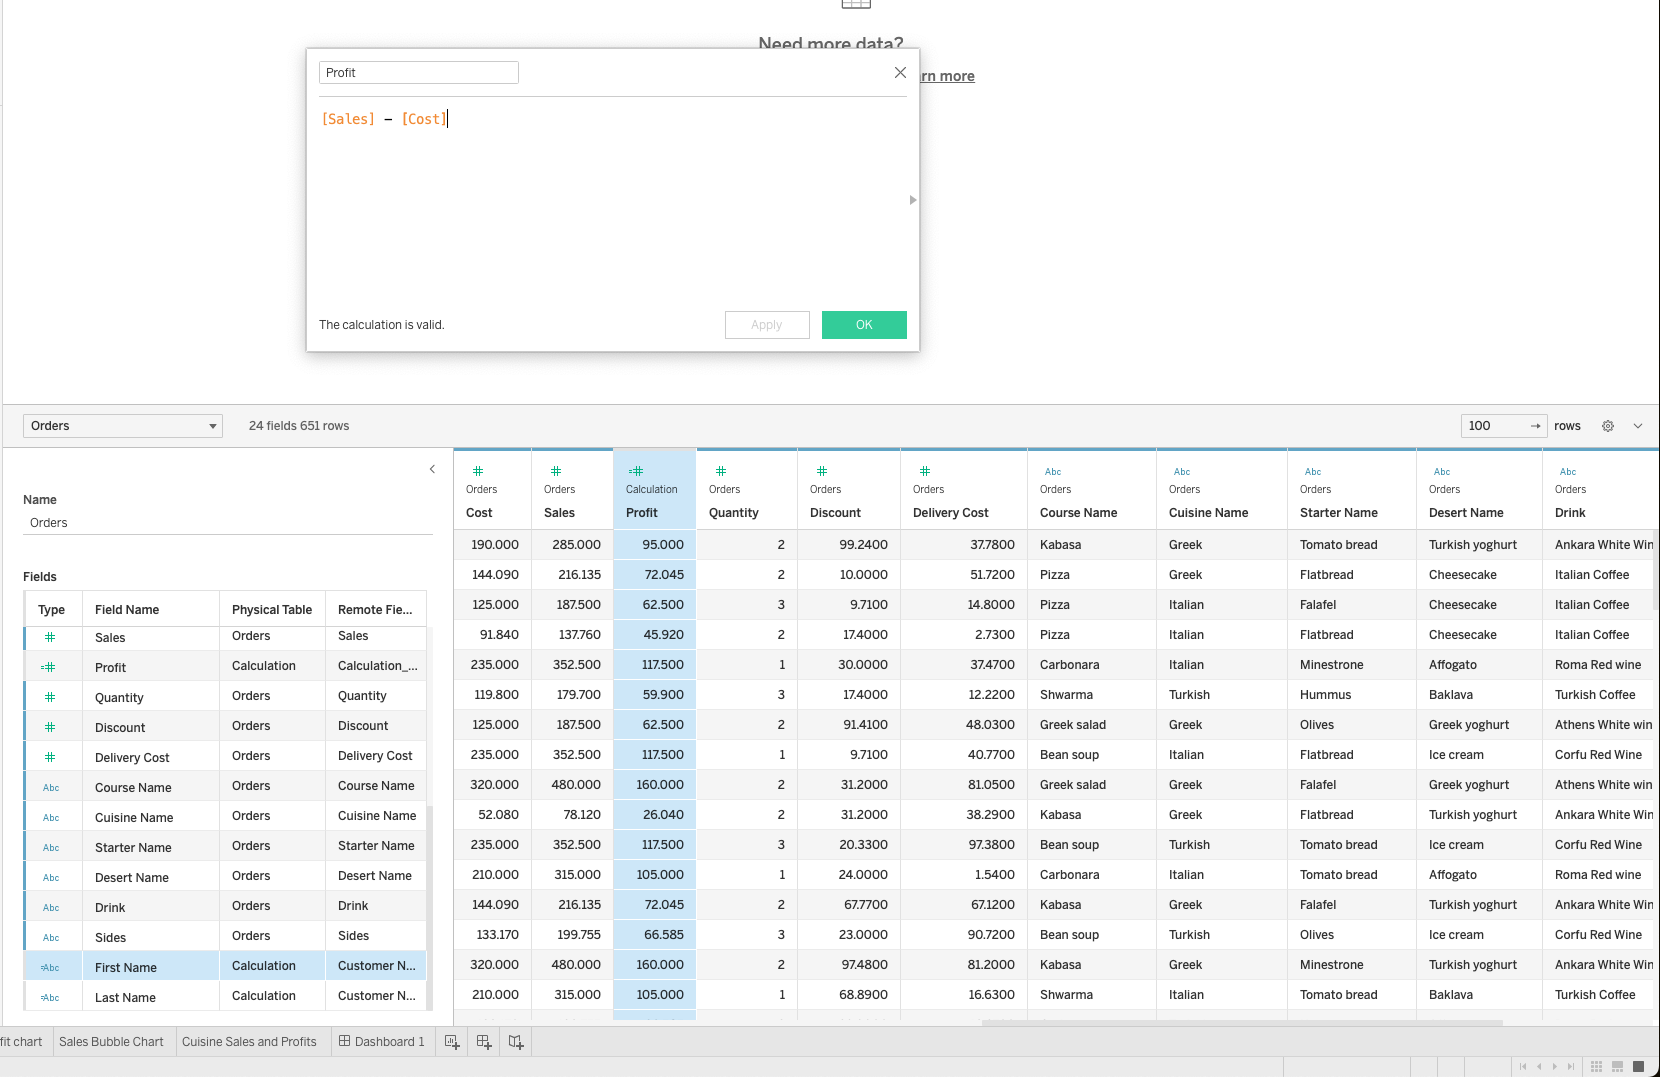 Need more data?
rn more
Profit
[Sales] – [Cost]
The calculation is valid.
Apply
OK
Orders
24 fields 651 rows
100 → rows
Name
Orders
Fields
Type Field Name Physical Table Remote Fie...
Sales Orders Sales
Profit Calculation Calculation_...
Quantity Orders Quantity
Discount Orders Discount
Delivery Cost Orders Delivery Cost
Abc Course Name Orders Course Name
Abc Cuisine Name Orders Cuisine Name
Abc Starter Name Orders Starter Name
Abc Desert Name Orders Desert Name
Abc Drink Orders Drink
Abc Sides Orders Sides
=Abc First Name Calculation Customer N...
=Abc Last Name Calculation Customer N...
# # =# # # # Abc Abc Abc Abc Abc
Orders Orders Calculation Orders Orders Orders Orders Orders Orders Orders Orders
Cost Sales Profit Quantity Discount Delivery Cost Course Name Cuisine Name Starter Name Desert Name Drink
190.000 285.000 95.000 2 99.2400 37.7800 Kabasa Greek Tomato bread Turkish yoghurt Ankara White Win
144.090 216.135 72.045 2 10.0000 51.7200 Pizza Greek Flatbread Cheesecake Italian Coffee
125.000 187.500 62.500 3 9.7100 14.8000 Pizza Italian Falafel Cheesecake Italian Coffee
91.840 137.760 45.920 2 17.4000 2.7300 Pizza Italian Flatbread Cheesecake Italian Coffee
235.000 352.500 117.500 1 30.0000 37.4700 Carbonara Italian Minestrone Affogato Roma Red wine
119.800 179.700 59.900 3 17.4000 12.2200 Shwarma Turkish Hummus Baklava Turkish Coffee
125.000 187.500 62.500 2 91.4100 48.0300 Greek salad Greek Olives Greek yoghurt Athens White win
235.000 352.500 117.500 1 9.7100 40.7700 Bean soup Italian Flatbread Ice cream Corfu Red Wine
320.000 480.000 160.000 2 31.2000 81.0500 Greek salad Greek Falafel Greek yoghurt Athens White win
52.080 78.120 26.040 2 31.2000 38.2900 Kabasa Greek Flatbread Turkish yoghurt Ankara White Win
235.000 352.500 117.500 3 20.3300 97.3800 Bean soup Turkish Tomato bread Ice cream Corfu Red Wine
210.000 315.000 105.000 1 24.0000 1.5400 Carbonara Italian Tomato bread Affogato Roma Red wine
144.090 216.135 72.045 2 67.7700 67.1200 Kabasa Greek Falafel Turkish yoghurt Ankara White Win
133.170 199.755 66.585 3 23.0000 90.7200 Bean soup Turkish Olives Ice cream Corfu Red Wine
320.000 480.000 160.000 2 97.4800 81.2000 Kabasa Greek Minestrone Turkish yoghurt Ankara White Win
210.000 315.000 105.000 1 68.8900 16.6300 Shwarma Italian Tomato bread Baklava Turkish Coffee
fit chart Sales Bubble Chart Cuisine Sales and Profits Dashboard 1